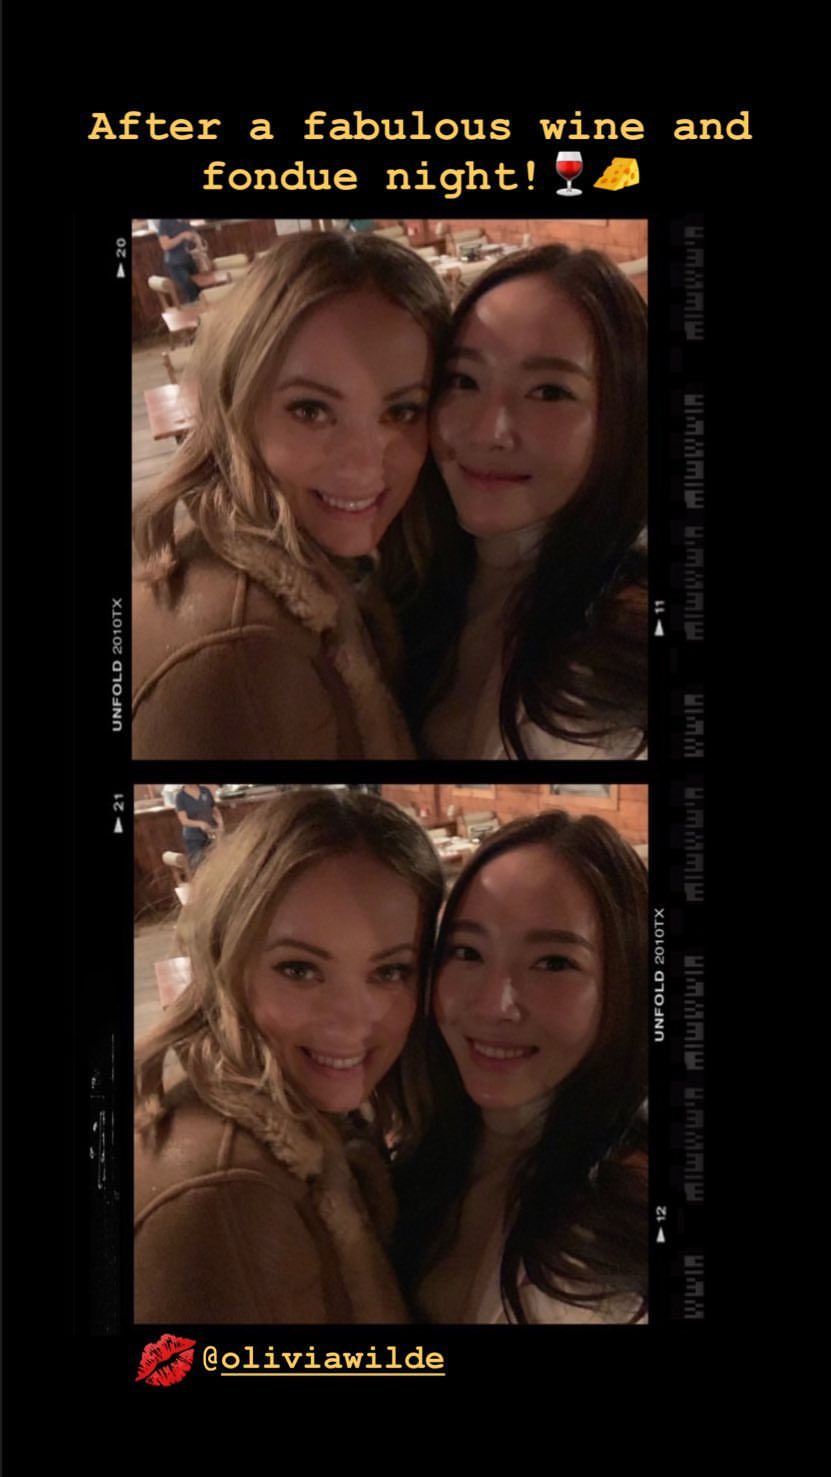 After a fabulous wine and
fondue night!🍷🧀
▶ 20
UNFOLD 2010TX
▶ 11
▶ 21
UNFOLD 2010TX
▶ 12
💋@oliviawilde